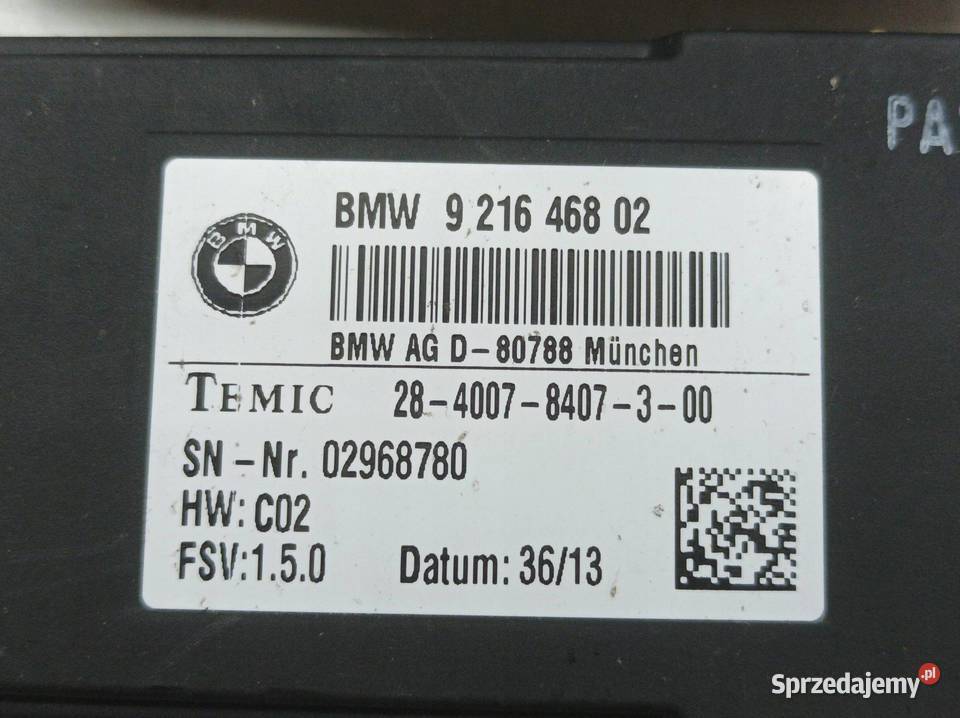 PA
BMW 9 216 468 02
BMW
BMW AG D-80788 München
TEMIC 28-4007-8407-3-00
SN-Nr. 02968780
HW: C02
FSV:1.5.0 Datum: 36/13
Sprzedajemy.pl